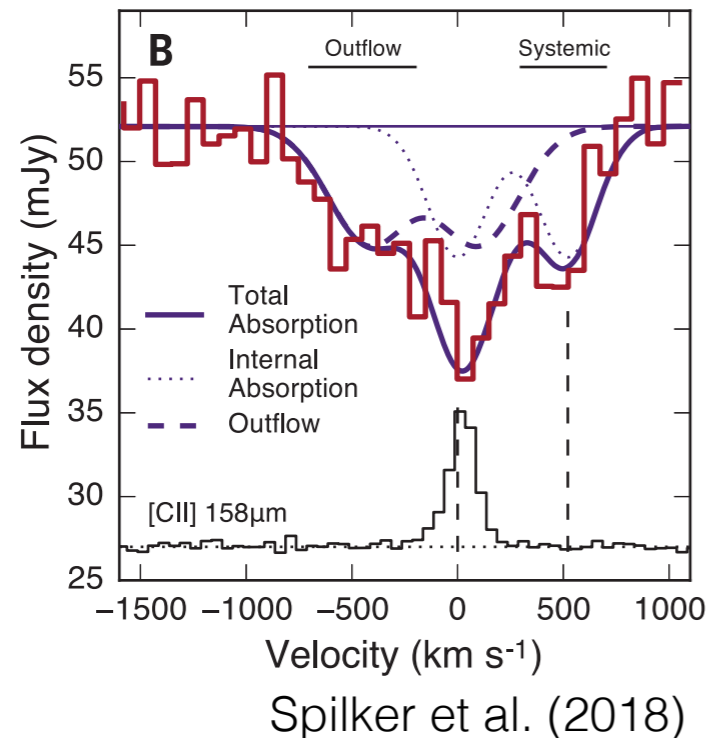 B
Outflow
Systemic
55
50
45
40
35
30
25
Flux density (mJy)
Total
Absorption
Internal
Absorption
Outflow
[CII] 158µm
−1500 −1000 −500 0 500 1000
Velocity (km s-1)
Spilker et al. (2018)